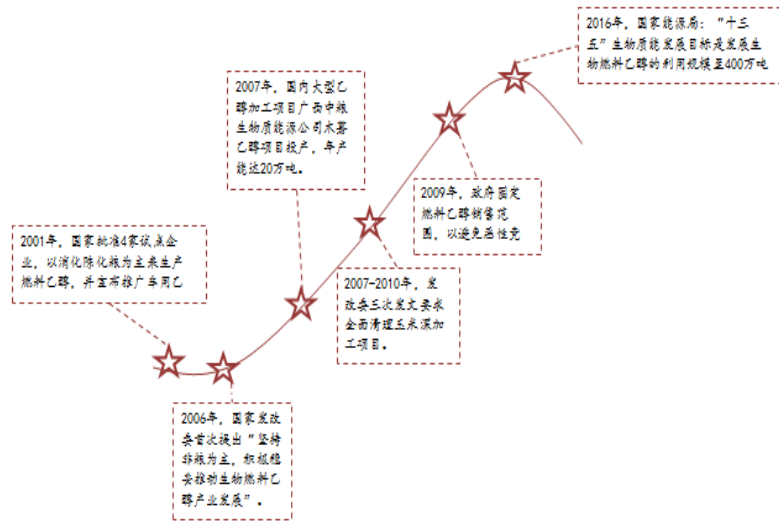 2001年，国家批准4家试点企
业，以消化陈化粮为主来生产
燃料乙醇，并宣布推广车用乙
2006年，国家发改
委首次提出“坚持
非粮为主，积极稳
妥推动生物燃料乙
醇产业发展”。
2007年，国内大型乙
醇加工项目广西中粮
生物质能源公司木薯
乙醇项目投产，年产
能达20万吨。
2007-2010年，发
改委三次发文要求
全面清理玉米深加
工项目。
2009年，政府固定
燃料乙醇销售范
围，以避免恶性竞
2016年，国家能源局：“十三
五”生物质能发展目标是发展生
物燃料乙醇的利用规模至400万吨